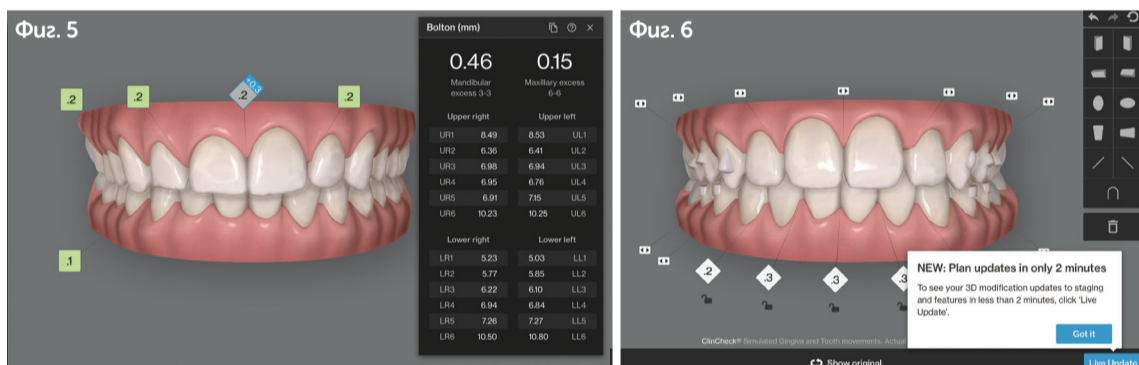 Фиг. 5
.2
.2
+0.3
.2
.2
.1
Bolton (mm)
0.46
0.15
Mandibular
excess 3-3
Maxillary excess
6-6
Upper right
Upper left
UR1 8.49 8.53 UL1
UR2 6.36 6.41 UL2
UR3 6.98 6.94 UL3
UR4 6.95 6.76 UL4
UR5 6.91 7.15 UL5
UR6 10.23 10.25 UL6
Lower right
Lower left
LR1 5.23 5.03 LL1
LR2 5.77 5.85 LL2
LR3 6.22 6.10 LL3
LR4 6.94 6.84 LL4
LR5 7.26 7.27 LL5
LR6 10.50 10.80 LL6
Фиг. 6
.2
.3
.3
.3
NEW: Plan updates in only 2 minutes
To see your 3D modification updates to staging
and features in less than 2 minutes, click 'Live
Update'.
Got it
ClinCheck® Simulated Gingiva and Tooth movements. Actual
Show original
Live Update